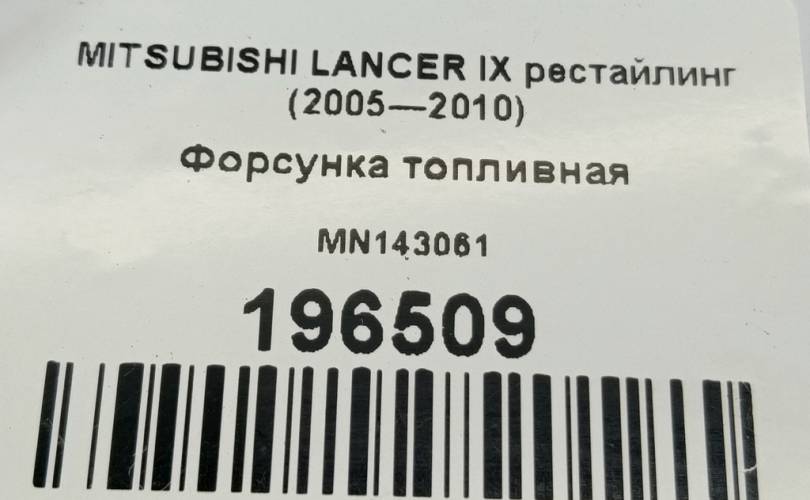 MITSUBISHI LANCER IX рестайлинг
(2005—2010)
Форсунка топливная
MN143061
196509